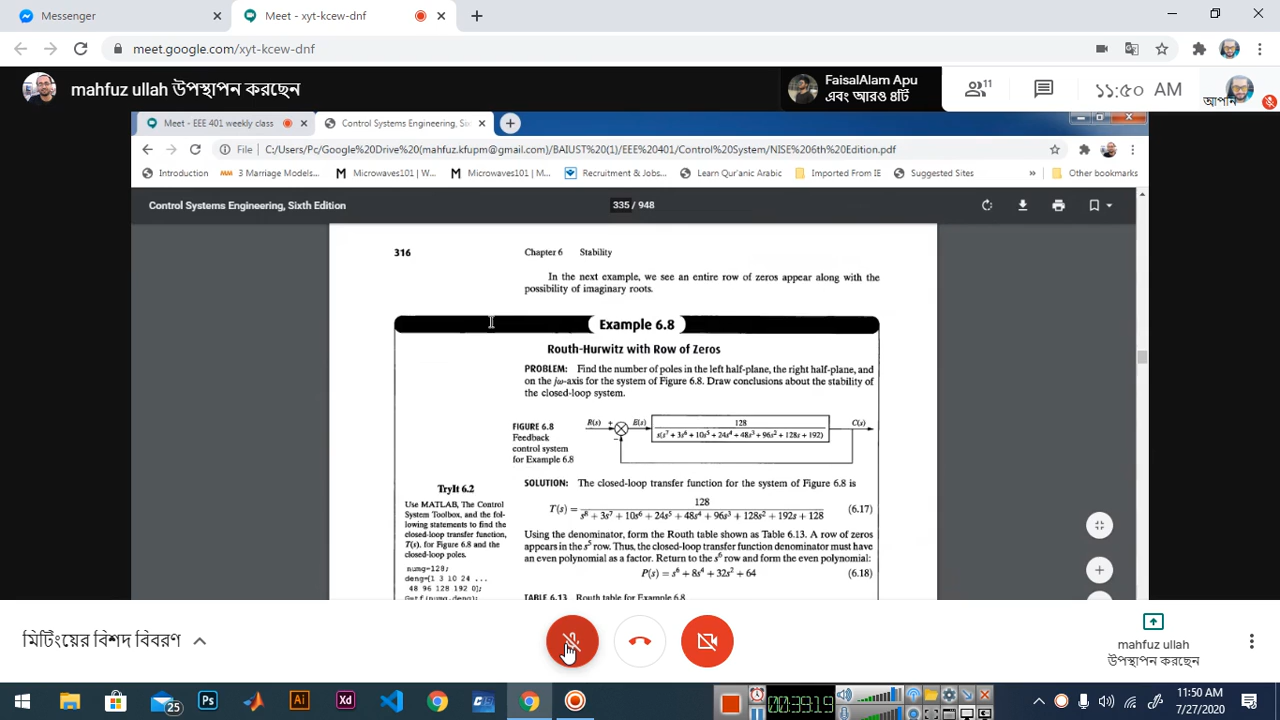 Messenger
Meet - xyt-kcew-dnf
meet.google.com/xyt-kcew-dnf
mahfuz ullah উপস্থাপন করছেন
FaisalAlam Apu
এবং আরও ৪টি
11
১১:৫০ AM
আপনি
Meet - EEE 401 weekly class
Control Systems Engineering, Si
File
C:/Users/Pc/Google%20Drive%20(mahfuz.kfupm@gmail.com)/BAIUST%20(1)/EEE%20401/Control%20System/NISE%206th%20Edition.pdf
Introduction
3 Marriage Models...
Microwaves101 | W...
Microwaves101 | M...
Recruitment & Jobs...
Learn Qur'anic Arabic
Imported From IE
Suggested Sites
»
Other bookmarks
Control Systems Engineering, Sixth Edition
335 / 948
316
Chapter 6 Stability
In the next example, we see an entire row of zeros appear along with the
possibility of imaginary roots.
Example 6.8
Routh-Hurwitz with Row of Zeros
PROBLEM: Find the number of poles in the left half-plane, the right half-plane, and
on the jω-axis for the system of Figure 6.8. Draw conclusions about the stability of
the closed-loop system.
FIGURE 6.8
Feedback
control system
for Example 6.8
R(s) + E(s) 128 C(s)
−
s(s⁷ + 3s⁶ + 10s⁵ + 24s⁴ + 48s³ + 96s² + 128s + 192)
SOLUTION: The closed-loop transfer function for the system of Figure 6.8 is
128
T(s) = s⁸ + 3s⁷ + 10s⁶ + 24s⁵ + 48s⁴ + 96s³ + 128s² + 192s + 128 (6.17)
Using the denominator, form the Routh table shown as Table 6.13. A row of zeros
appears in the s⁵ row. Thus, the closed-loop transfer function denominator must have
an even polynomial as a factor. Return to the s⁶ row and form the even polynomial:
P(s) = s⁶ + 8s⁴ + 32s² + 64 (6.18)
TABLE 6.13 Routh table for Example 6.8
TryIt 6.2
Use MATLAB, The Control
System Toolbox, and the fol-
lowing statements to find the
closed-loop transfer function,
T(s), for Figure 6.8 and the
closed-loop poles.
numg=128;
deng=[1 3 10 24 ...
48 96 128 192 0];
G=tf(numg,deng);
মিটিংয়ের বিশদ বিবরণ
mahfuz ullah
উপস্থাপন করছেন
25
Ps
Ai
Xd
00:39:19
11:50 AM
7/27/2020